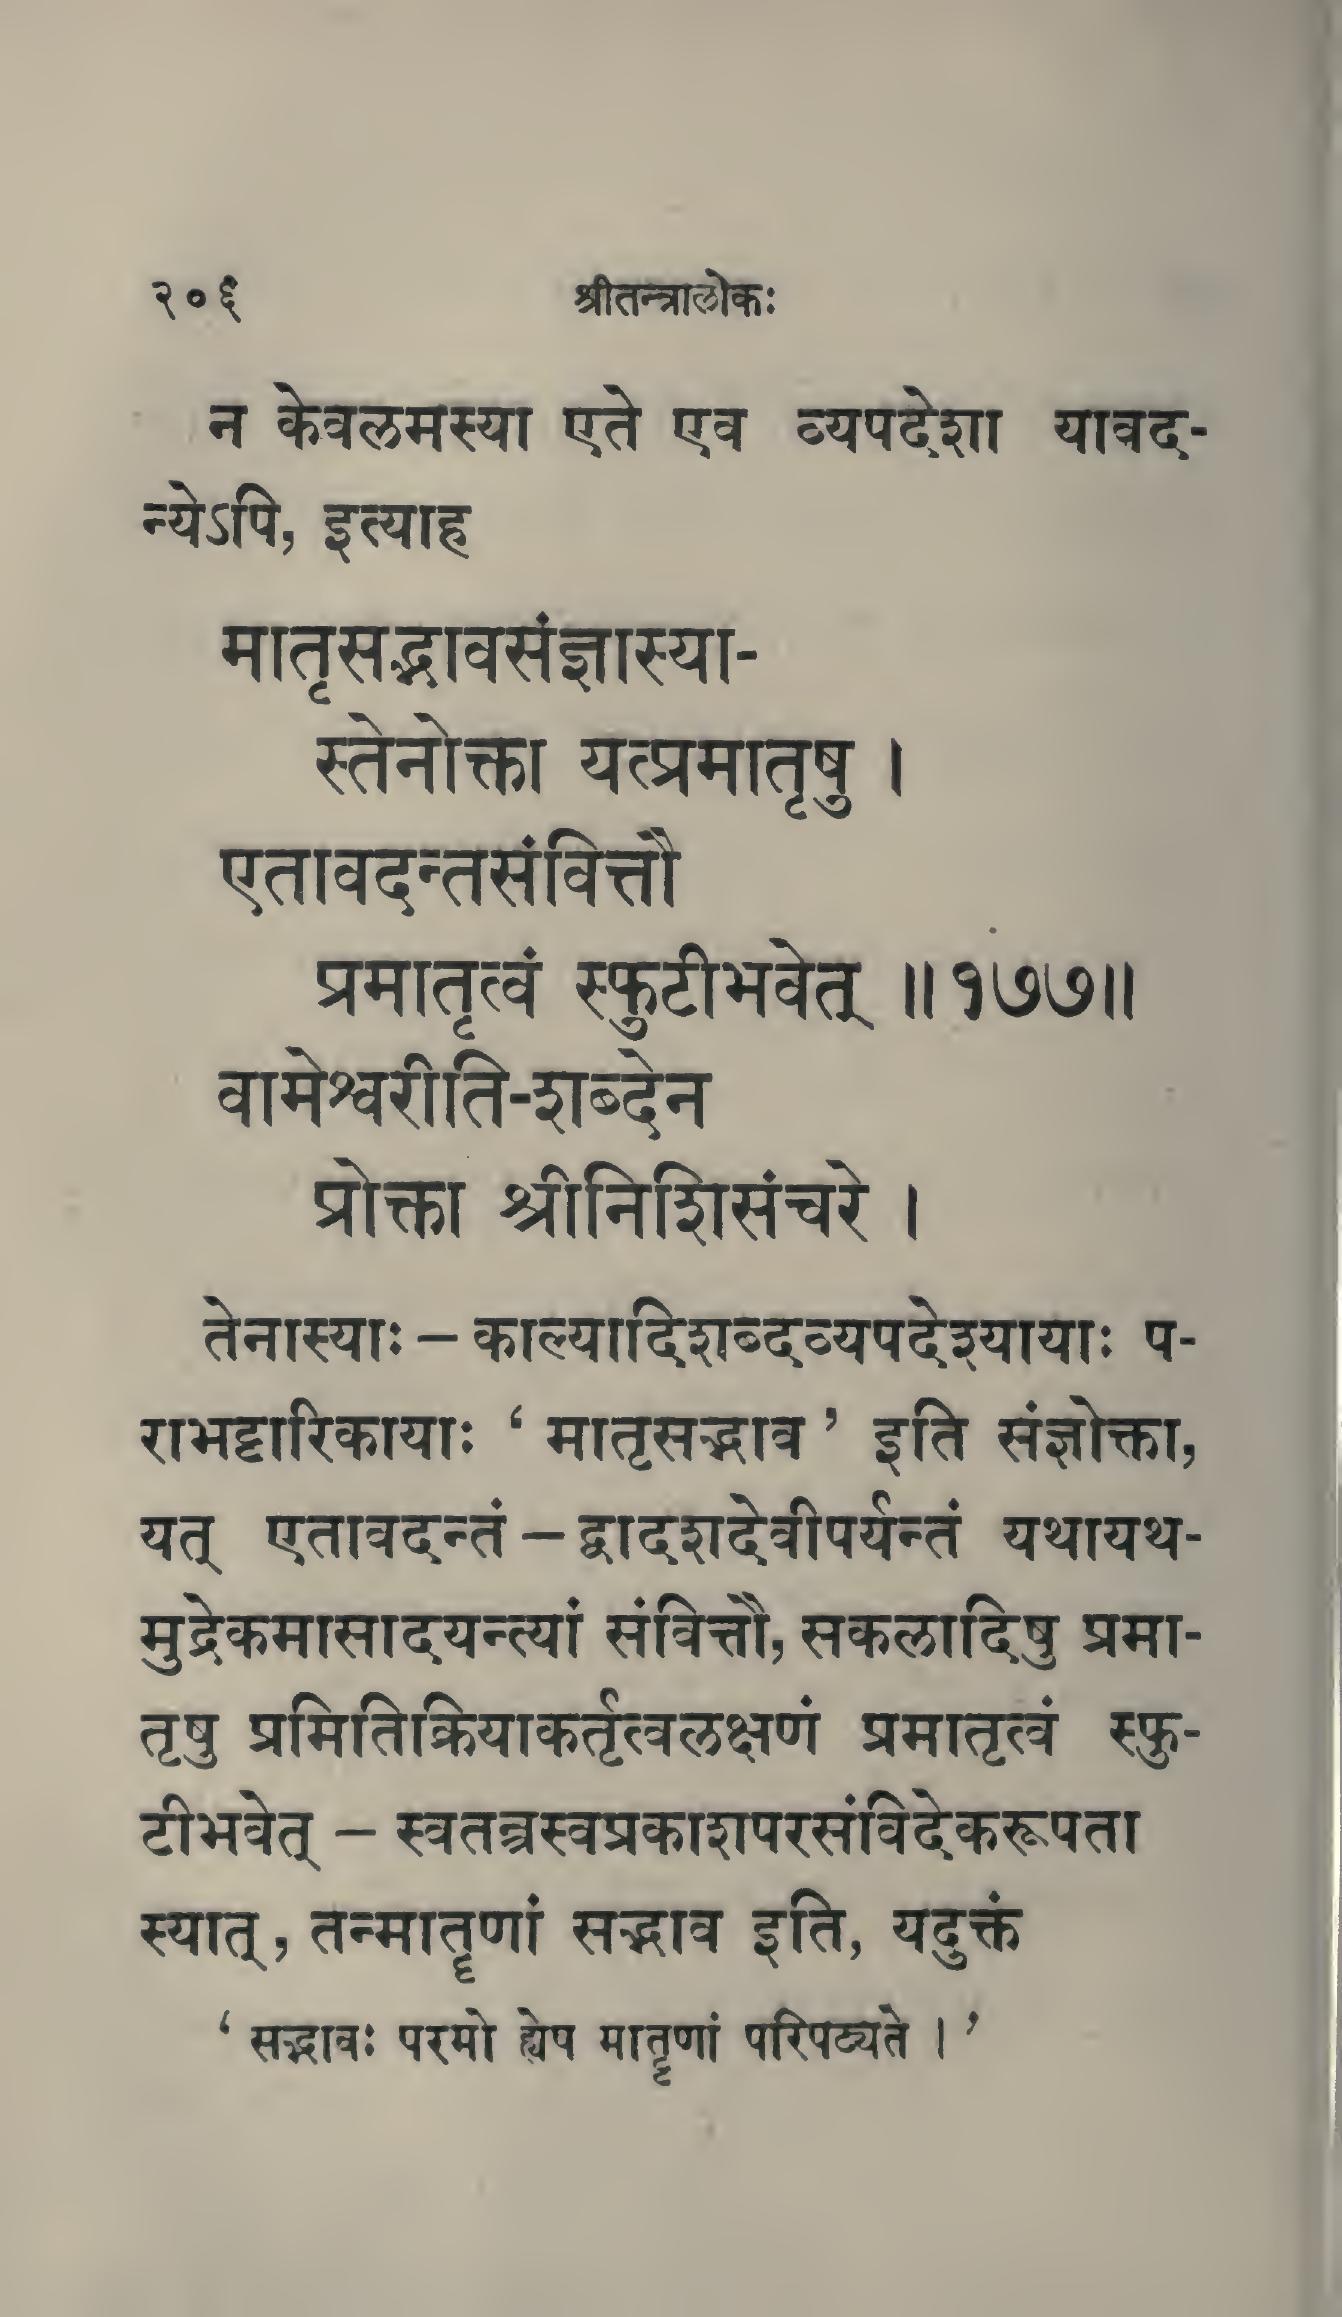 २०६ श्रीतन्त्रालोकः
न केवलमस्या एते एव व्यपदेशा यावद-
न्येऽपि, इत्याह
मातृसद्भावसंज्ञास्या-
स्तेनोक्ता यत्प्रमातृषु ।
एतावदन्तसंवित्तौ
प्रमातृत्वं स्फुटीभवेत् ॥१७७॥
वामेश्वरीति-शब्देन
प्रोक्ता श्रीनिशिसंचरे ।
तेनास्याः – काल्यादिशब्दव्यपदेश्यायाः प-
राभट्टारिकायाः ‘ मातृसद्भाव ’ इति संज्ञोक्ता,
यत् एतावदन्तं – द्वादशदेवीपर्यन्तं यथायथ-
मुद्रेकमासादयन्त्यां संवित्तौ, सकलादिषु प्रमा-
तृषु प्रमितिक्रियाकर्तृत्वलक्षणं प्रमातृत्वं स्फु-
टीभवेत् – स्वतन्त्रस्वप्रकाशपरसंविदेकरूपता
स्यात्, तन्मातॄणां सद्भाव इति, यदुक्तं
‘ सद्भावः परमो ह्येष मातॄणां परिपठ्यते । ’